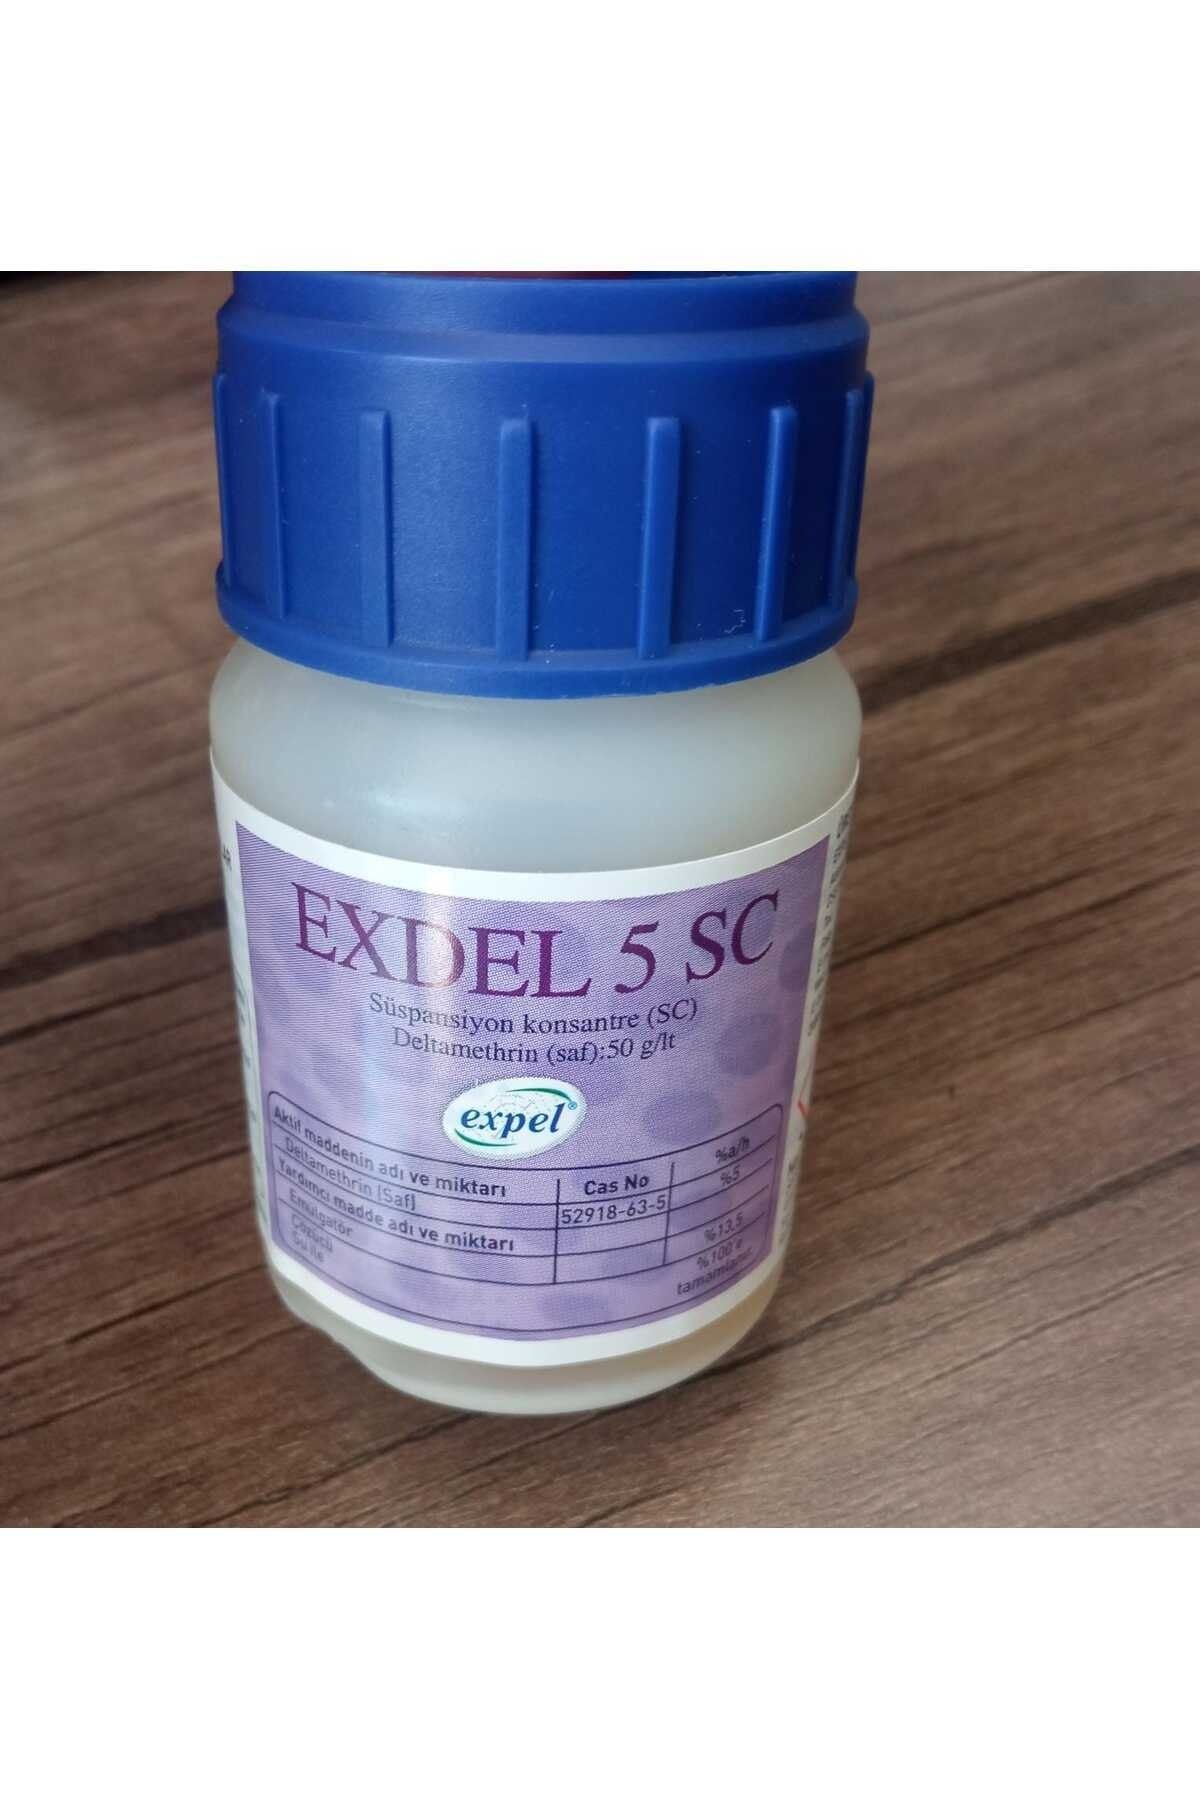 EXDEL 5 SC
Süspansiyon konsantre (SC)
Deltamethrin (saf):50 g/lt
expel®
Aktif maddenin adı ve miktarı Cas No %a/h
Deltamethrin (Saf) 52918-63-5 %5
Yardımcı madde adı ve miktarı
Emülgatör %13,5
Çözücü %100 e
Su ile tamamlanır.